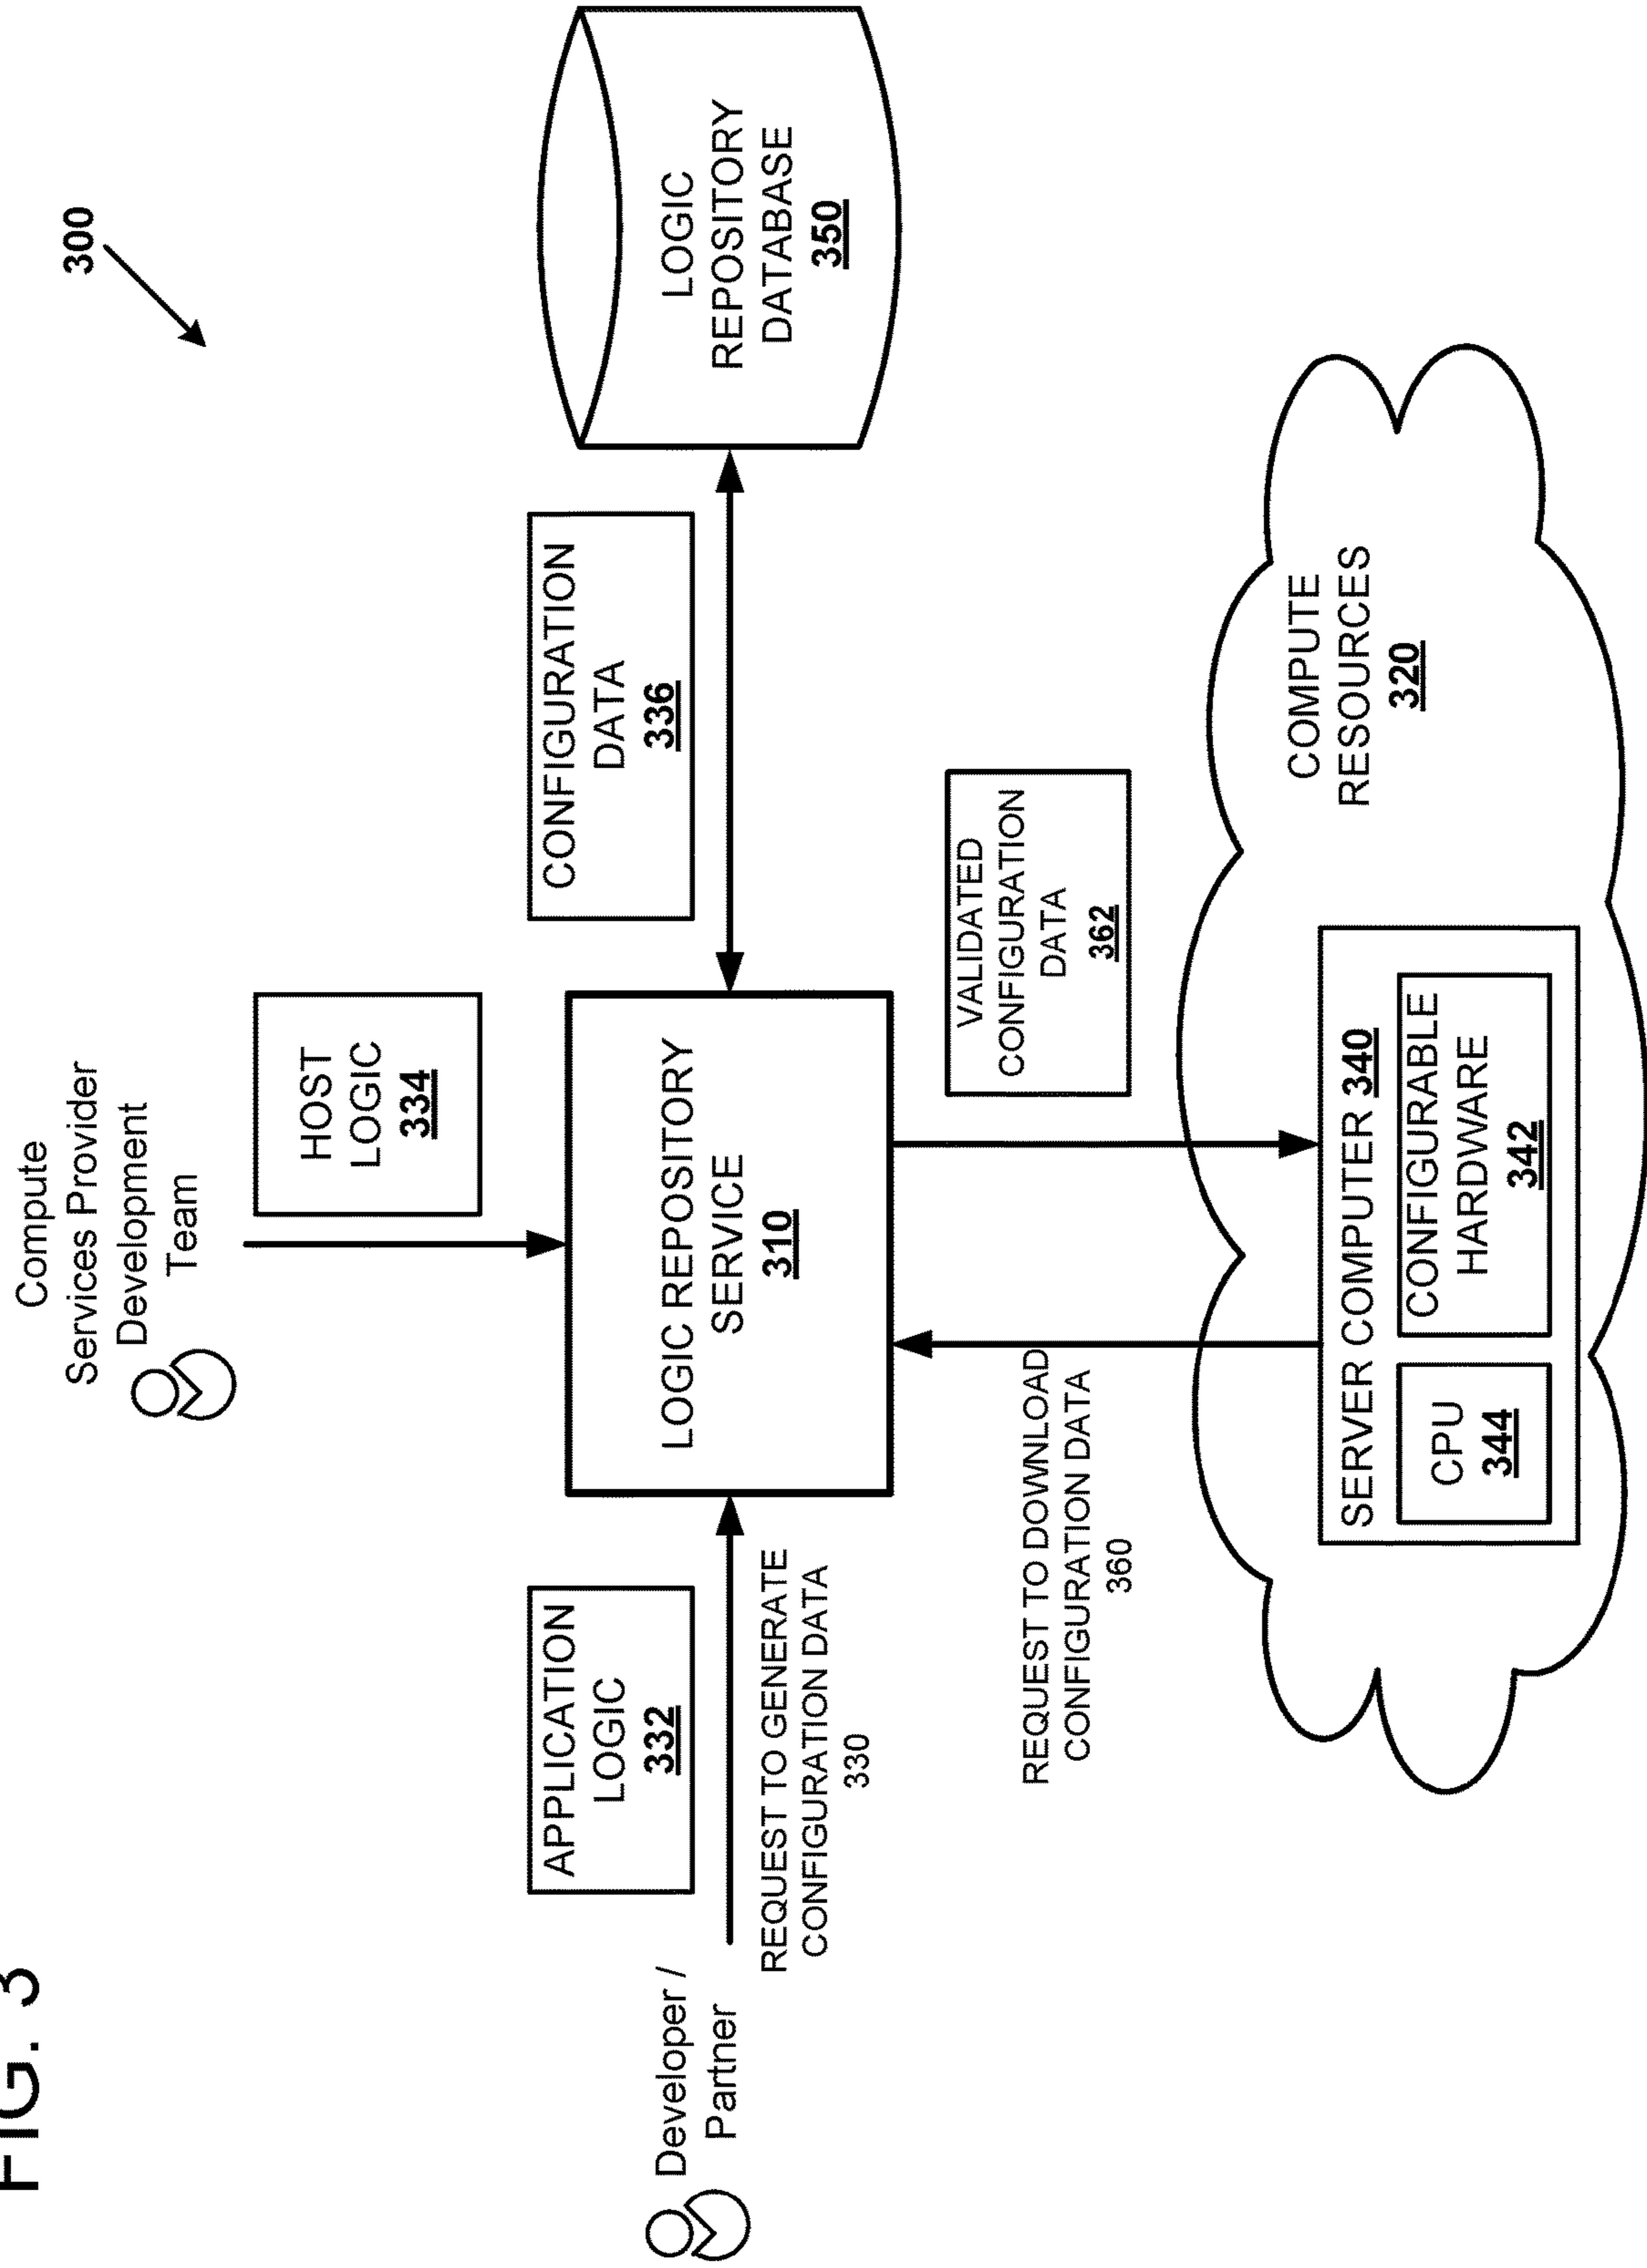 FIG. 3
300
Compute
Services Provider
Development
Team
HOST
LOGIC
334
Developer /
Partner
APPLICATION
LOGIC
332
REQUEST TO GENERATE
CONFIGURATION DATA
330
LOGIC REPOSITORY
SERVICE
310
CONFIGURATION
DATA
336
LOGIC
REPOSITORY
DATABASE
350
REQUEST TO DOWNLOAD
CONFIGURATION DATA
360
VALIDATED
CONFIGURATION
DATA
362
SERVER COMPUTER 340
CPU
344
CONFIGURABLE
HARDWARE
342
COMPUTE
RESOURCES
320